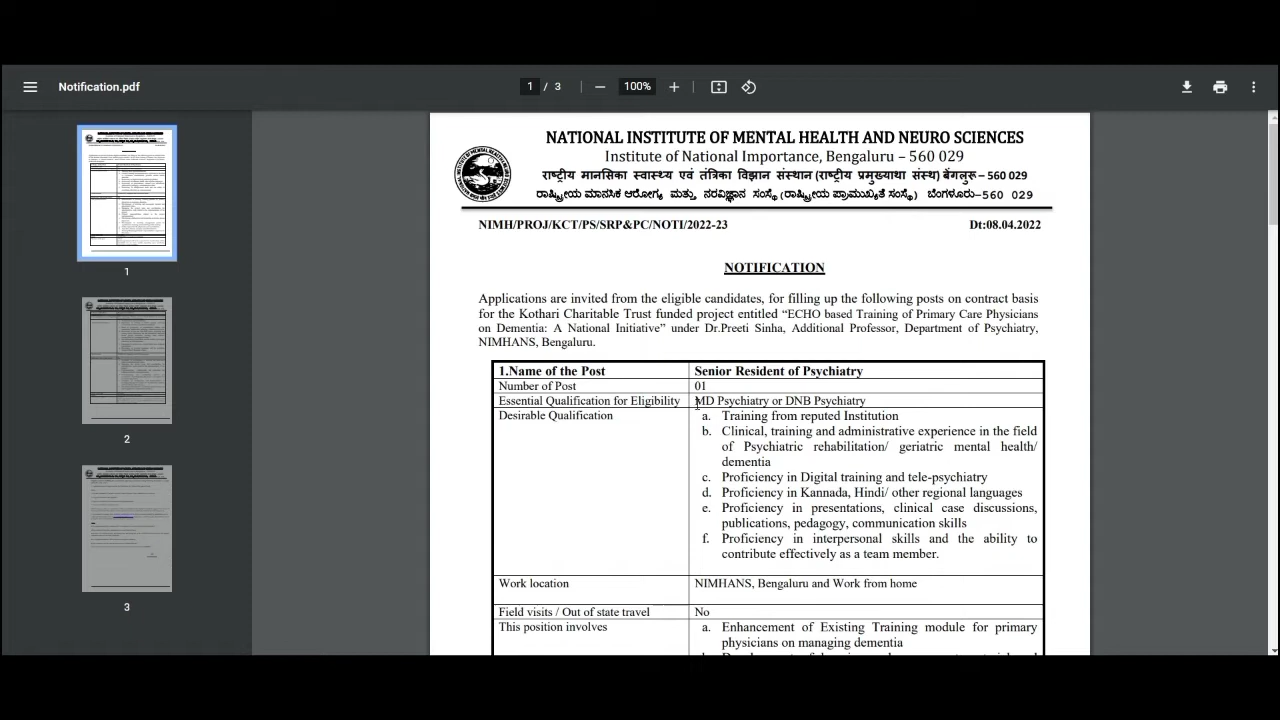 Notification.pdf
1 / 3
100%
1
2
3
NATIONAL INSTITUTE OF MENTAL HEALTH AND NEURO SCIENCES
Institute of National Importance, Bengaluru – 560 029
राष्ट्रीय मानसिका स्वास्थ्य एवं तंत्रिका विज्ञान संस्थान (राष्ट्रीय प्रमुख्याथा संस्थ) बेंगलुरू – 560 029
ರಾಷ್ಟ್ರೀಯ ಮಾನಸಿಕ ಆರೋಗ್ಯ ಮತ್ತು ನರವಿಜ್ಞಾನ ಸಂಸ್ಥೆ (ರಾಷ್ಟ್ರೀಯ ಪ್ರಾಮುಖ್ಯತೆ ಸಂಸ್ಥೆ) ಬೆಂಗಳೂರು–560 029
NIMH/PROJ/KCT/PS/SRP&PC/NOTI/2022-23 Dt:08.04.2022
NOTIFICATION
Applications are invited from the eligible candidates, for filling up the following posts on contract basis
for the Kothari Charitable Trust funded project entitled “ECHO Based Training of Primary Care Physicians
on Dementia: A National Initiative” under Dr.Preeti Sinha, Additional Professor, Department of Psychiatry,
NIMHANS, Bengaluru.
1.Name of the Post Senior Resident of Psychiatry
Number of Post 01
Essential Qualification for Eligibility MD Psychiatry or DNB Psychiatry
Desirable Qualification a. Training from reputed Institution
b. Clinical, training and administrative experience in the field
of Psychiatric rehabilitation/ geriatric mental health/
dementia
c. Proficiency in Digital training and tele-psychiatry
d. Proficiency in Kannada, Hindi/ other regional languages
e. Proficiency in presentations, clinical case discussions,
publications, pedagogy, communication skills
f. Proficiency in interpersonal skills and the ability to
contribute effectively as a team member.
Work location NIMHANS, Bengaluru and Work from home
Field visits / Out of state travel No
This position involves a. Enhancement of Existing Training module for primary
physicians on managing dementia